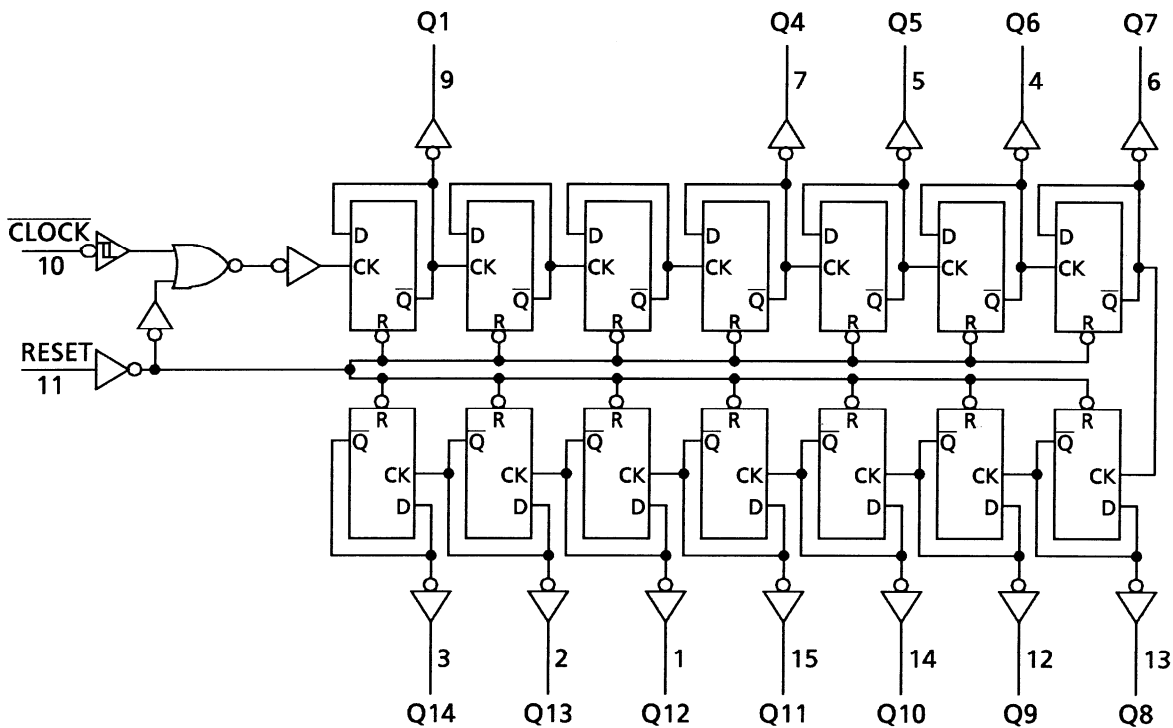 Q1 Q4 Q5 Q6 Q7
9 7 5 4 6
D D D D D D D
C̅L̅O̅C̅K̅
10
CK CK CK CK CK CK CK
Q̅ Q̅ Q̅ Q̅ Q̅ Q̅ Q̅
R R R R R R R
RESET
11
R R R R R R R
Q̅ Q̅ Q̅ Q̅ Q̅ Q̅ Q̅
CK CK CK CK CK CK CK
D D D D D D D
3 2 1 15 14 12 13
Q14 Q13 Q12 Q11 Q10 Q9 Q8